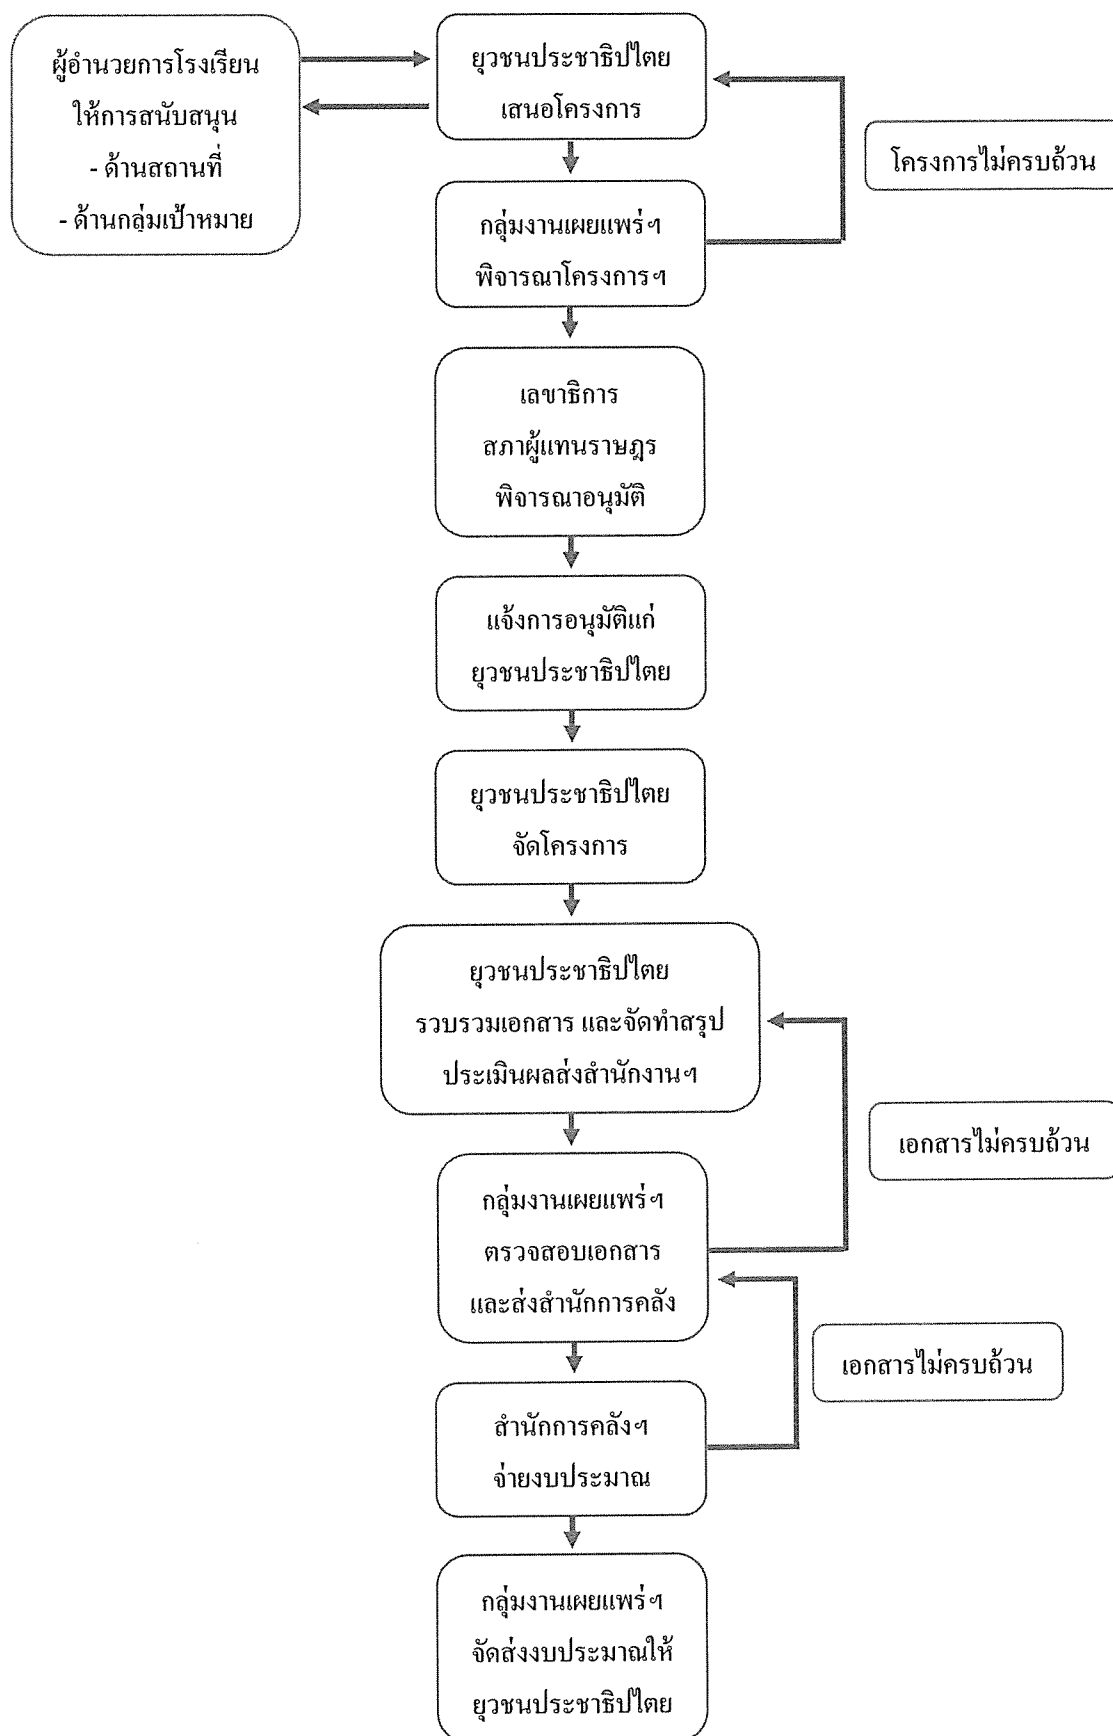 ผู้อำนวยการโรงเรียน
ให้การสนับสนุน
- ด้านสถานที่
- ด้านกลุ่มเป้าหมาย
ยุวชนประชาธิปไตย
เสนอโครงการ
โครงการไม่ครบถ้วน
กลุ่มงานเผยแพร่ฯ
พิจารณาโครงการฯ
เลขาธิการ
สภาผู้แทนราษฎร
พิจารณาอนุมัติ
แจ้งการอนุมัติแก่
ยุวชนประชาธิปไตย
ยุวชนประชาธิปไตย
จัดโครงการ
ยุวชนประชาธิปไตย
รวบรวมเอกสาร และจัดทำสรุป
ประเมินผลส่งสำนักงานฯ
เอกสารไม่ครบถ้วน
กลุ่มงานเผยแพร่ฯ
ตรวจสอบเอกสาร
และส่งสำนักการคลัง
เอกสารไม่ครบถ้วน
สำนักการคลังฯ
จ่ายงบประมาณ
กลุ่มงานเผยแพร่ฯ
จัดส่งงบประมาณให้
ยุวชนประชาธิปไตย